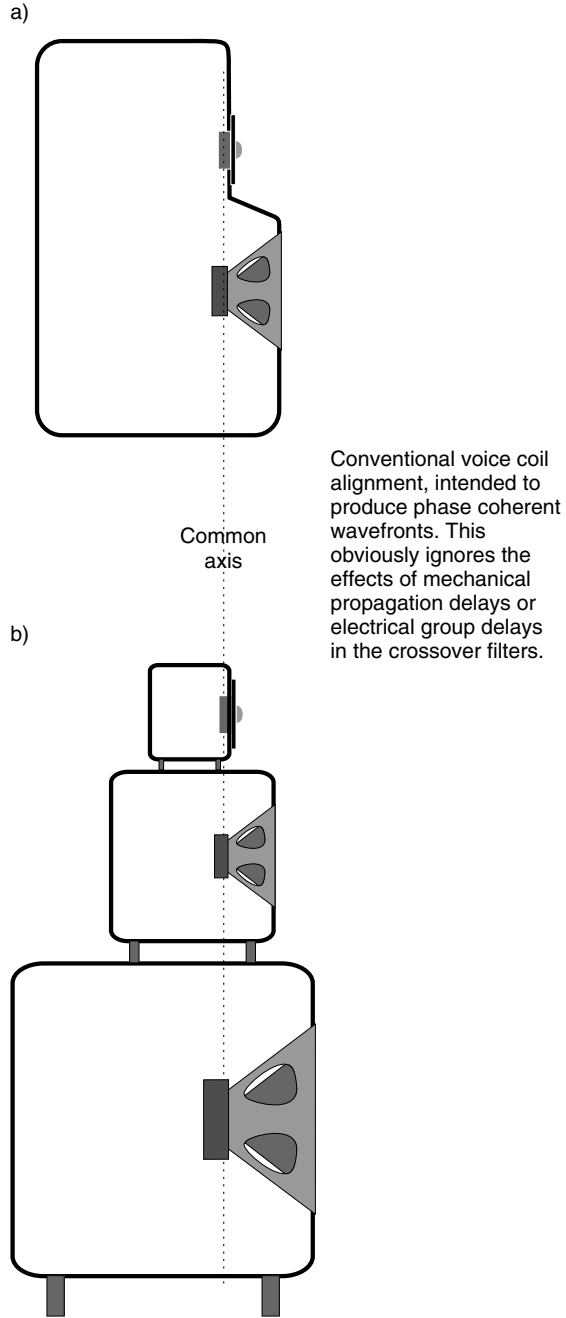 a)
Conventional voice coil
alignment, intended to
produce phase coherent
wavefronts. This
obviously ignores the
effects of mechanical
propagation delays or
electrical group delays
in the crossover filters.
Common
axis
b)